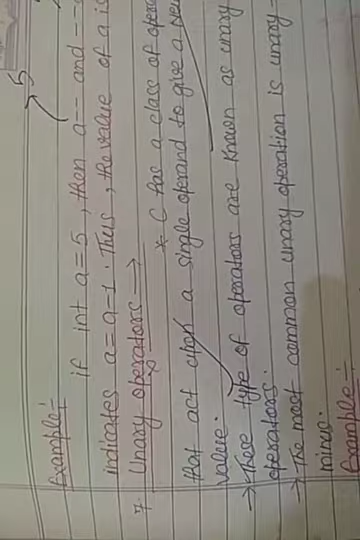 5
Example:-
if int a=5, then a-- and --
indicates a=a-1. Thus, the value of a is
7 Unary operators →
* C has a class of
that act upon a single operand to give a new
value.
→ These type of operators are known as unary
operators.
→ The most common unary operation is unary
minus.
Example:-